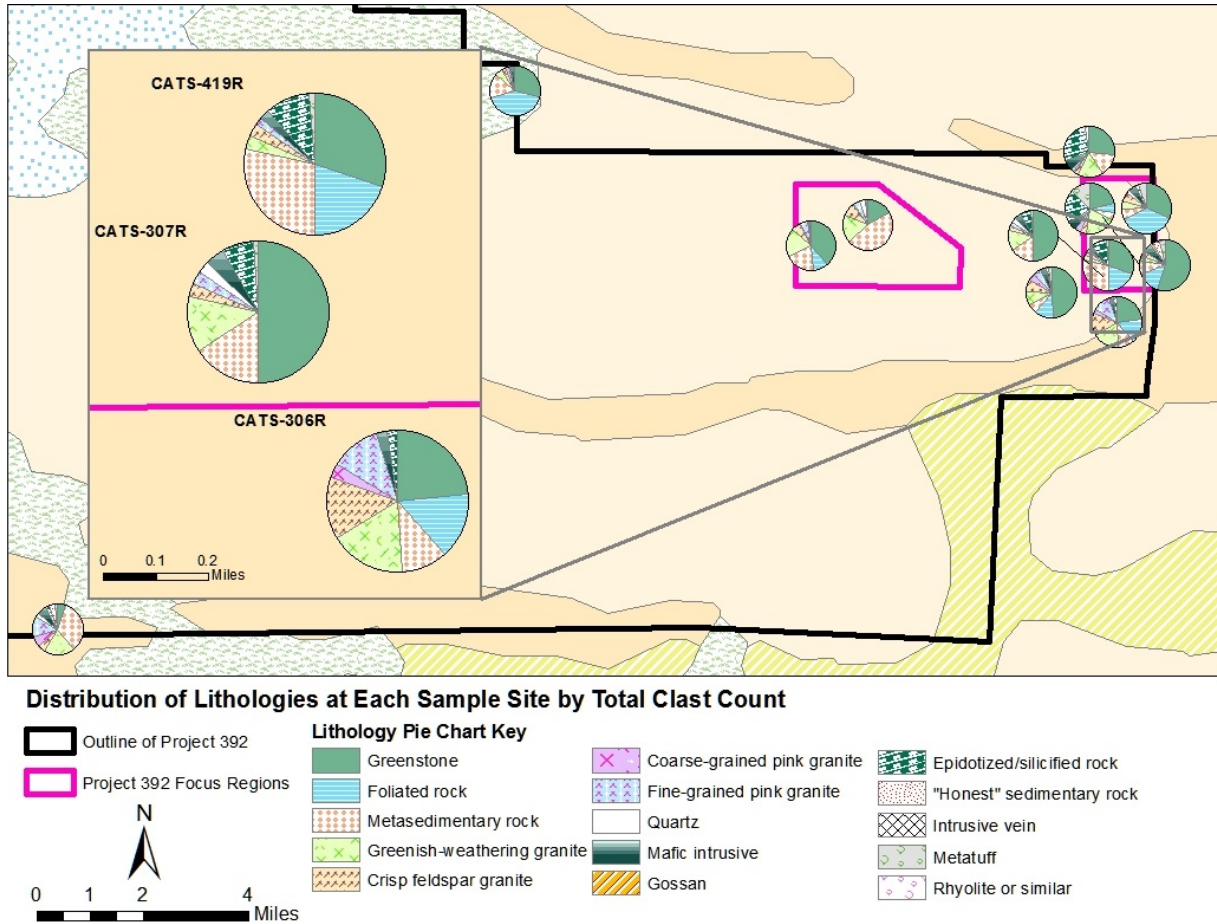 CATS-419R
CATS-307R
CATS-306R
0 0.1 0.2
Miles
Distribution of Lithologies at Each Sample Site by Total Clast Count
Outline of Project 392
Project 392 Focus Regions
N
0 1 2 4
Miles
Lithology Pie Chart Key
Greenstone
Foliated rock
Metasedimentary rock
Greenish-weathering granite
Crisp feldspar granite
Coarse-grained pink granite
Fine-grained pink granite
Quartz
Mafic intrusive
Gossan
Epidotized/silicified rock
"Honest" sedimentary rock
Intrusive vein
Metatuff
Rhyolite or similar